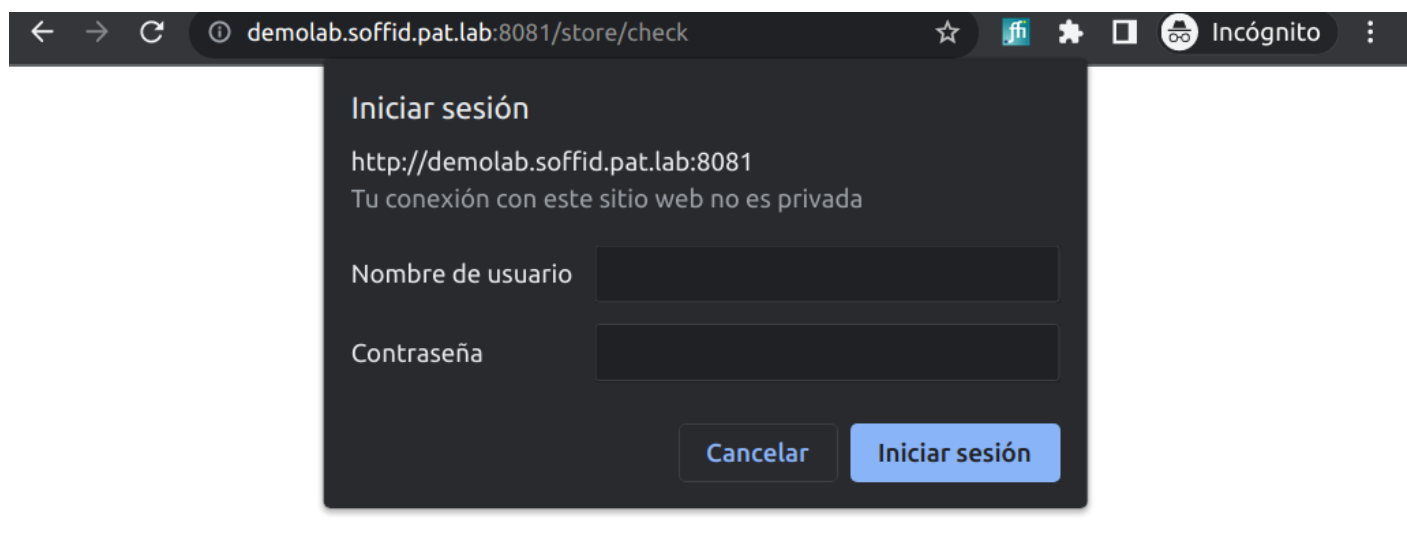 demolab.soffid.pat.lab:8081/store/check
ffi
Incógnito
Iniciar sesión
http://demolab.soffid.pat.lab:8081
Tu conexión con este sitio web no es privada
Nombre de usuario
Contraseña
Cancelar
Iniciar sesión